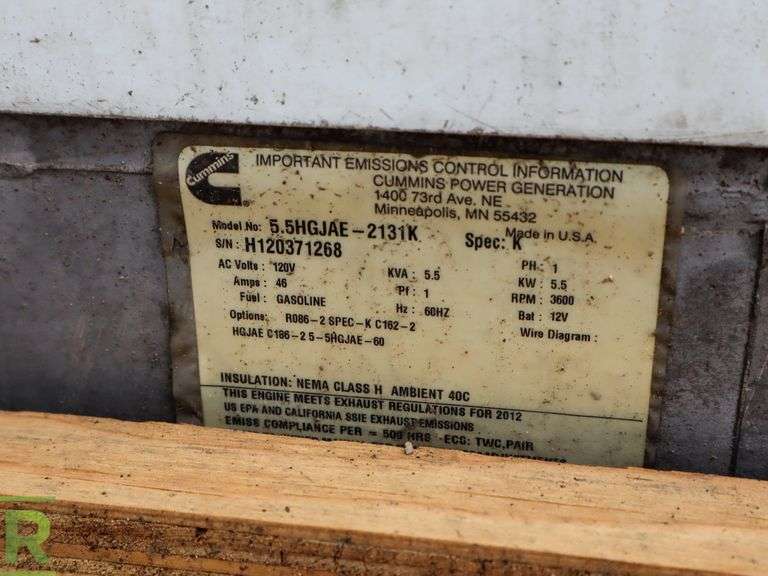 Cummins
IMPORTANT EMISSIONS CONTROL INFORMATION
CUMMINS POWER GENERATION
1400 73rd Ave. NE
Minneapolis, MN 55432
Made in U.S.A.
Model No: 5.5HGJAE-2131K Spec: K
S/N: H120371268
AC Volts: 120V KVA: 5.5 PH: 1
Amps: 46 Pf: 1 KW: 5.5
Fuel: GASOLINE Hz: 60HZ RPM: 3600
Bat: 12V
Options: R086-2 SPEC-K C162-2 Wire Diagram:
HGJAE C186-2 5-5HGJAE-60
INSULATION: NEMA CLASS H AMBIENT 40C
THIS ENGINE MEETS EXHAUST REGULATIONS FOR 2012
US EPA AND CALIFORNIA SSIE EXHAUST EMISSIONS
EMISS COMPLIANCE PER = 500 HRS - ECS: TWC,PAIR
R